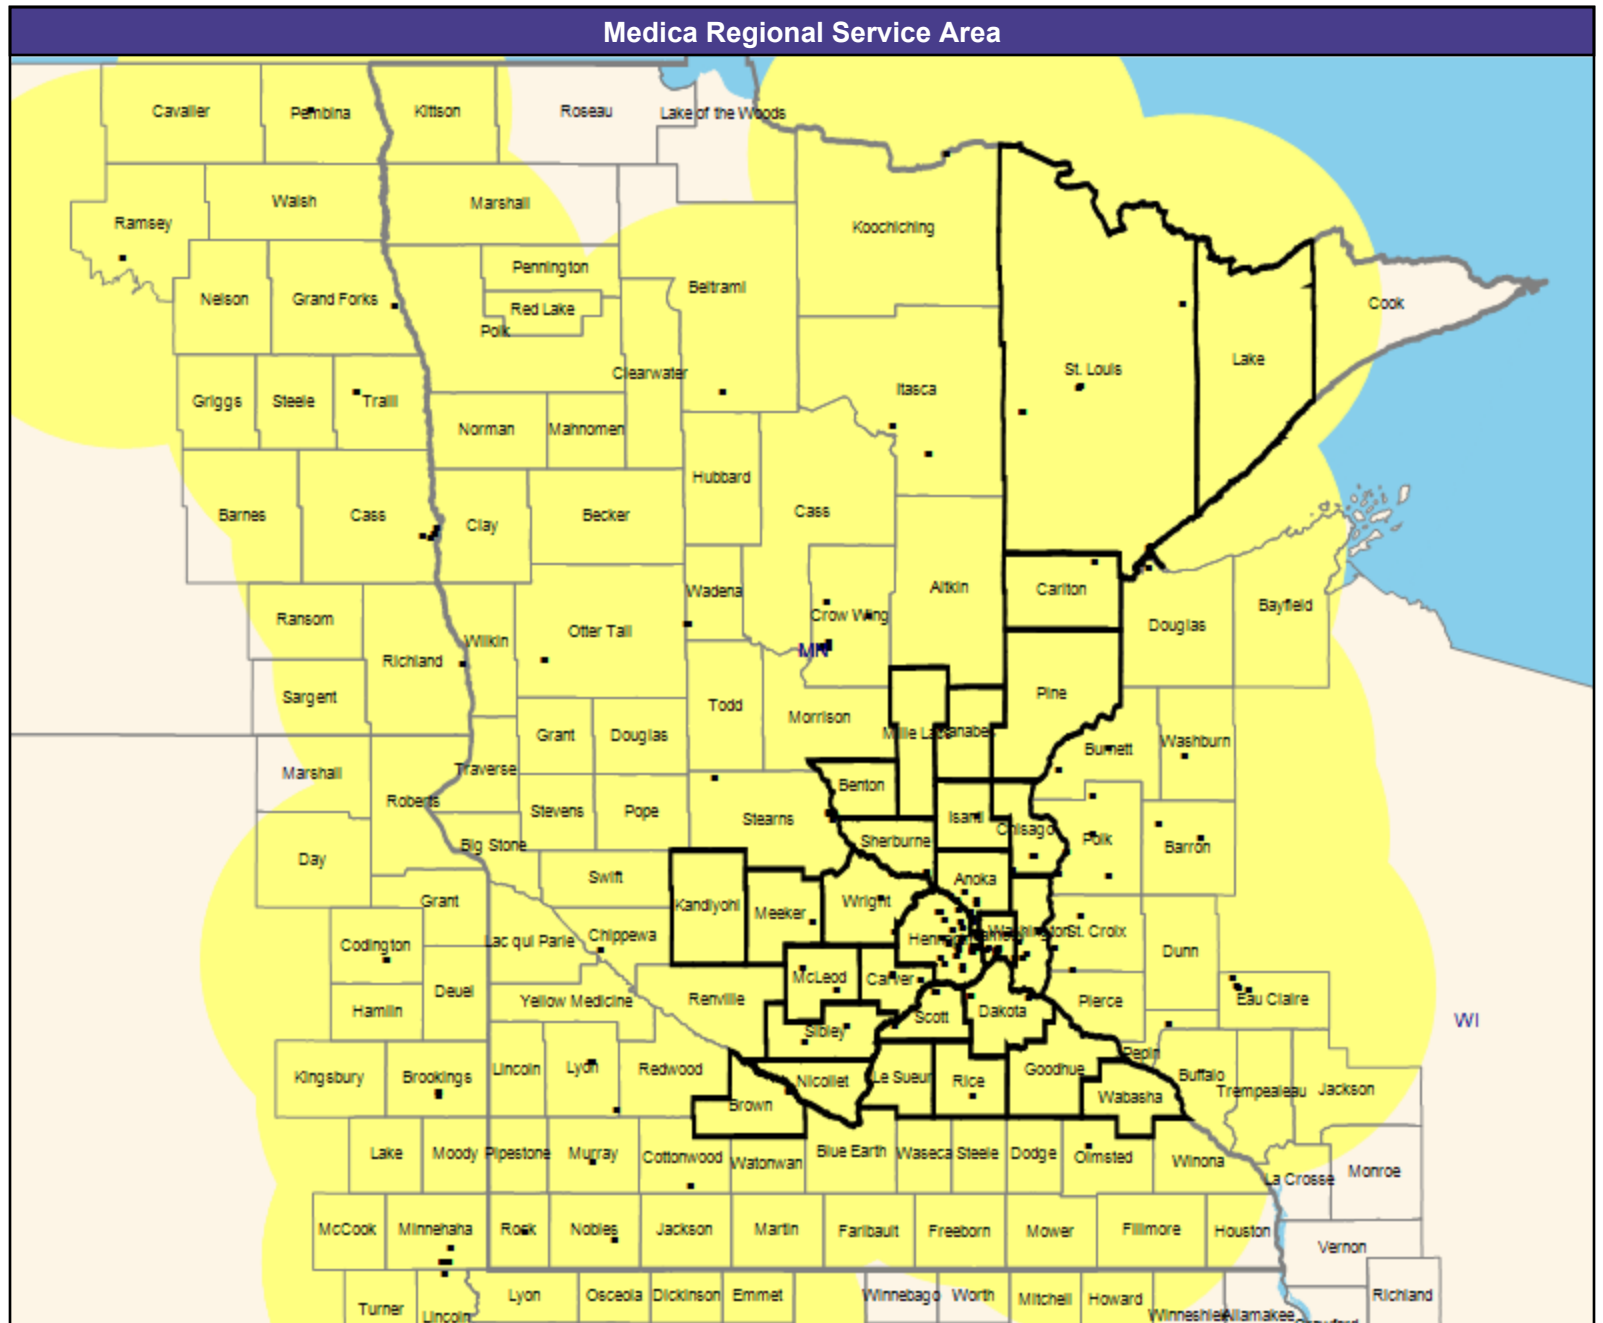 Medica Regional Service Area
Cavalier
Pembina
Kittson
Roseau
Lake of the Woods
Walsh
Marshall
Ramsey
Koochiching
Pennington
Beltrami
Nelson
Grand Forks
Red Lake
Cook
Polk
Lake
St. Louis
Clearwater
Itasca
Griggs
Steele
Traill
Norman
Mahnomen
Hubbard
Barnes
Cass
Clay
Becker
Cass
Aitkin
Carlton
Wadena
Bayfield
Crow Wing
Ransom
Douglas
Otter Tail
Wilkin
MN
Richland
Sargent
Pine
Todd
Morrison
Mille Lacs
Kanabec
Grant
Douglas
Burnett
Washburn
Marshall
Traverse
Benton
Roberts
Stevens
Pope
Stearns
Isanti
Chisago
Sherburne
Polk
Barron
Big Stone
Day
Swift
Anoka
Grant
Kandiyohi
Meeker
Wright
Codington
Lac qui Parle
Chippewa
Hennepin
Washington
St. Croix
Dunn
McLeod
Carver
Deuel
Yellow Medicine
Renville
Hamlin
Scott
Dakota
Pierce
Eau Claire
WI
Sibley
Pepin
Kingsbury
Brookings
Lincoln
Lyon
Redwood
Nicollet
Le Sueur
Rice
Goodhue
Buffalo
Trempealeau
Jackson
Brown
Wabasha
Lake
Moody
Pipestone
Murray
Cottonwood
Watonwan
Blue Earth
Waseca
Steele
Dodge
Olmsted
Winona
La Crosse
Monroe
McCook
Minnehaha
Rock
Nobles
Jackson
Martin
Faribault
Freeborn
Mower
Fillmore
Houston
Vernon
Turner
Lincoln
Lyon
Osceola
Dickinson
Emmet
Winnebago
Worth
Mitchell
Howard
Winneshiek
Allamakee
Richland